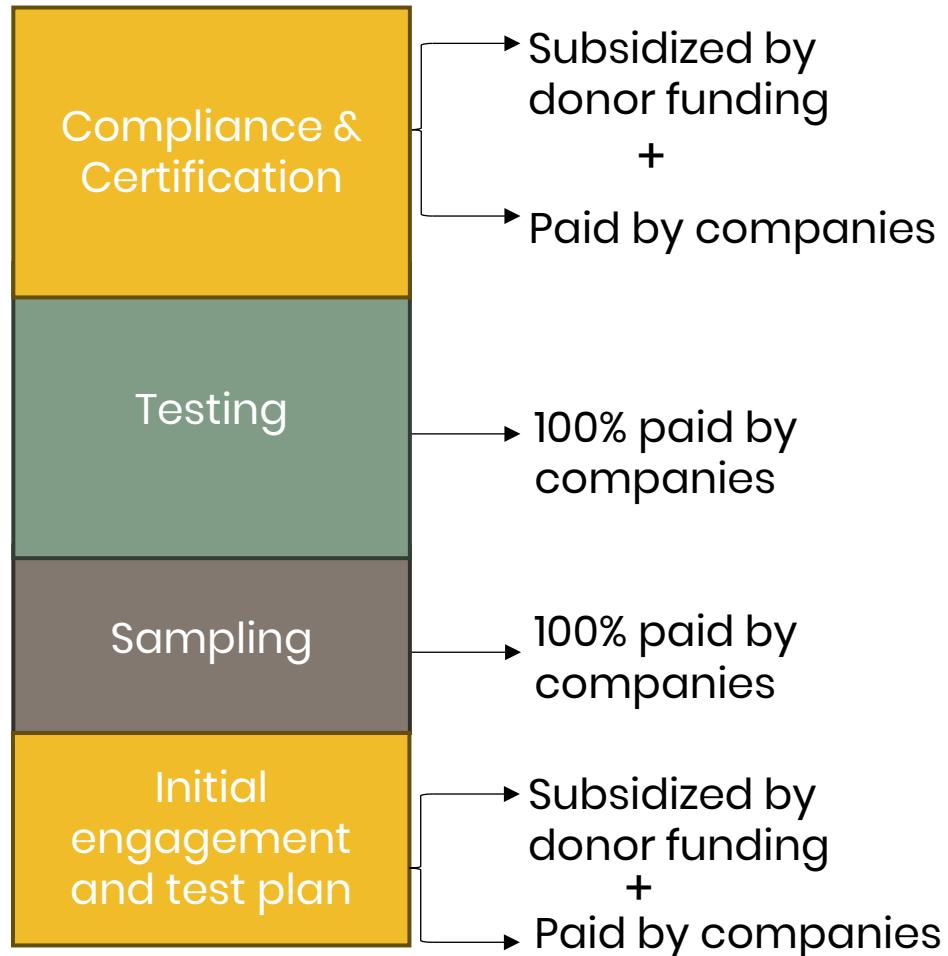 Compliance &
Certification
Subsidized by
donor funding
+
Paid by companies
Testing
100% paid by
companies
Sampling
100% paid by
companies
Initial
engagement
and test plan
Subsidized by
donor funding
+
Paid by companies